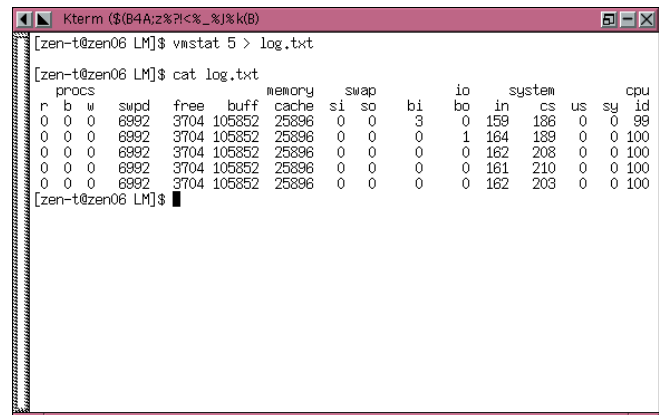 Kterm ($(B4A;z%?!<%_%J%k(B)
[zen-t@zen06 LM]$ vmstat 5 > log.txt
[zen-t@zen06 LM]$ cat log.txt
   procs                      memory    swap          io     system         cpu
 r  b  w   swpd   free   buff  cache  si  so    bi    bo   in    cs  us  sy  id
 0  0  0   6992   3704 105852  25896   0   0     3     0  159   186   0   0  99
 0  0  0   6992   3704 105852  25896   0   0     0     1  164   189   0   0 100
 0  0  0   6992   3704 105852  25896   0   0     0     0  162   208   0   0 100
 0  0  0   6992   3704 105852  25896   0   0     0     0  161   210   0   0 100
 0  0  0   6992   3704 105852  25896   0   0     0     0  162   203   0   0 100
[zen-t@zen06 LM]$